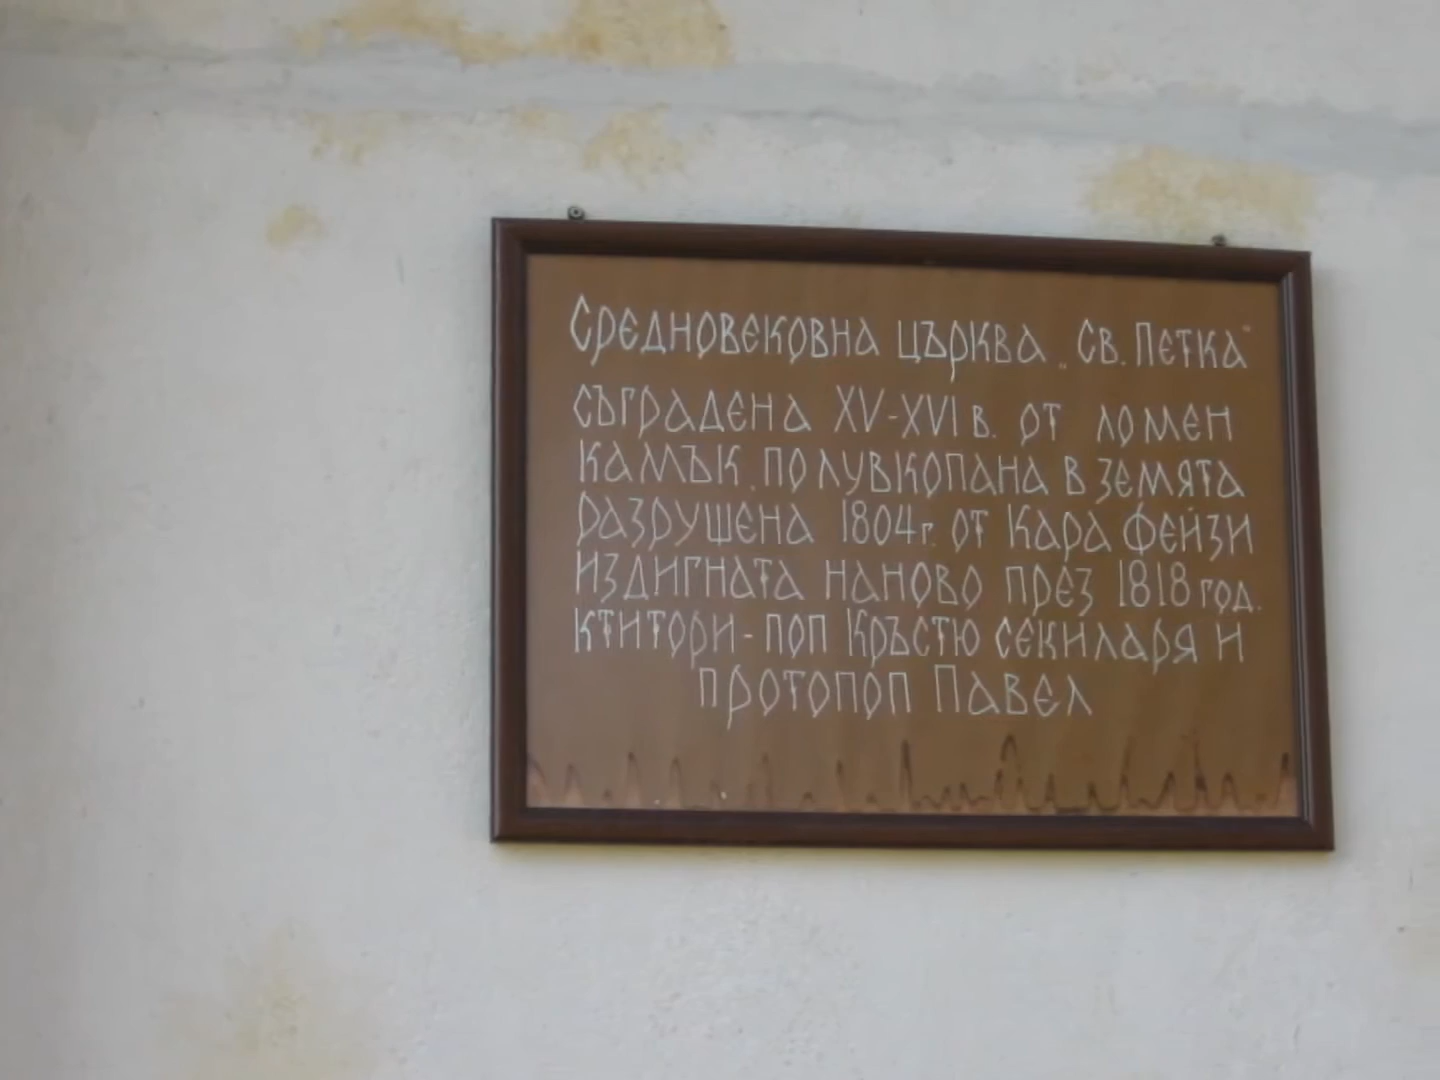 Средновековна църква „Св. Петка“
съградена XV-XVI в. от ломен
камък, полувкопана в земята
разрушена 1804 г. от Кара Фейзи
издигната наново през 1818 год.
ктитори - поп Кръстю секиларя и
протопоп Павел